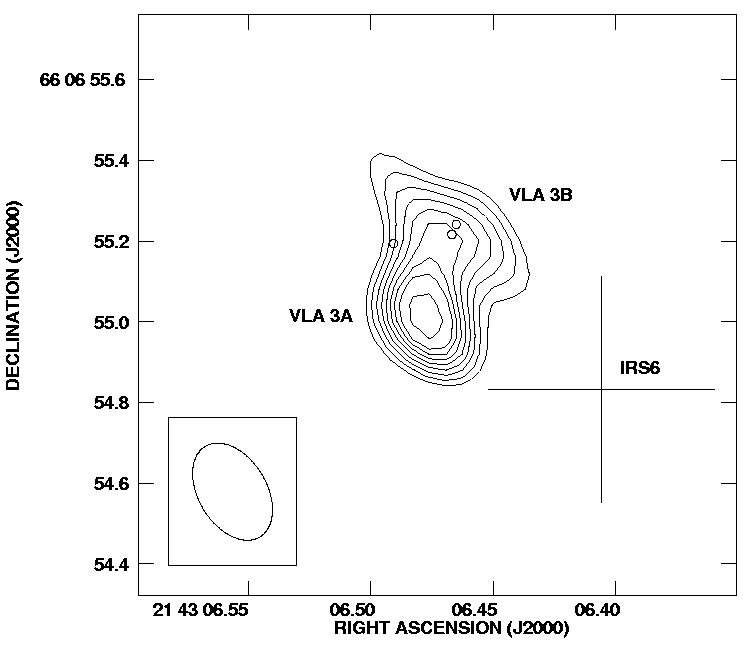 66 06 55.6
55.4
VLA 3B
55.2
VLA 3A
55.0
IRS6
54.8
54.6
54.4
DECLINATION (J2000)
21 43 06.55 06.50 06.45 06.40
RIGHT ASCENSION (J2000)